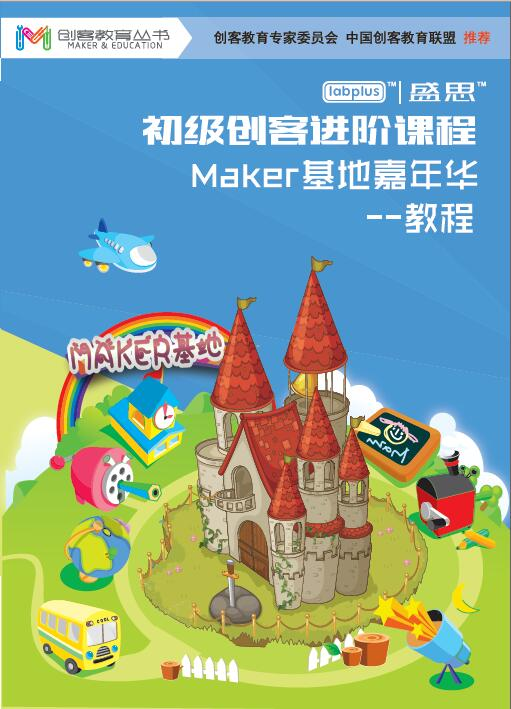 创客教育丛书
MAKER & EDUCATION
创客教育专家委员会 中国创客教育联盟 推荐
labplus™ | 盛思™
初级创客进阶课程
Maker基地嘉年华
--教程
MAKER基地
Mom
COOL